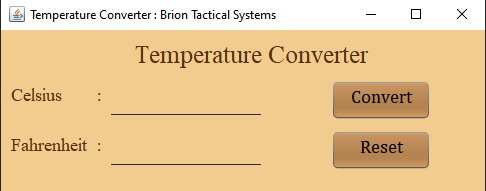 Temperature Converter : Brion Tactical Systems
Temperature Converter
Celsius : Convert
Fahrenheit : Reset